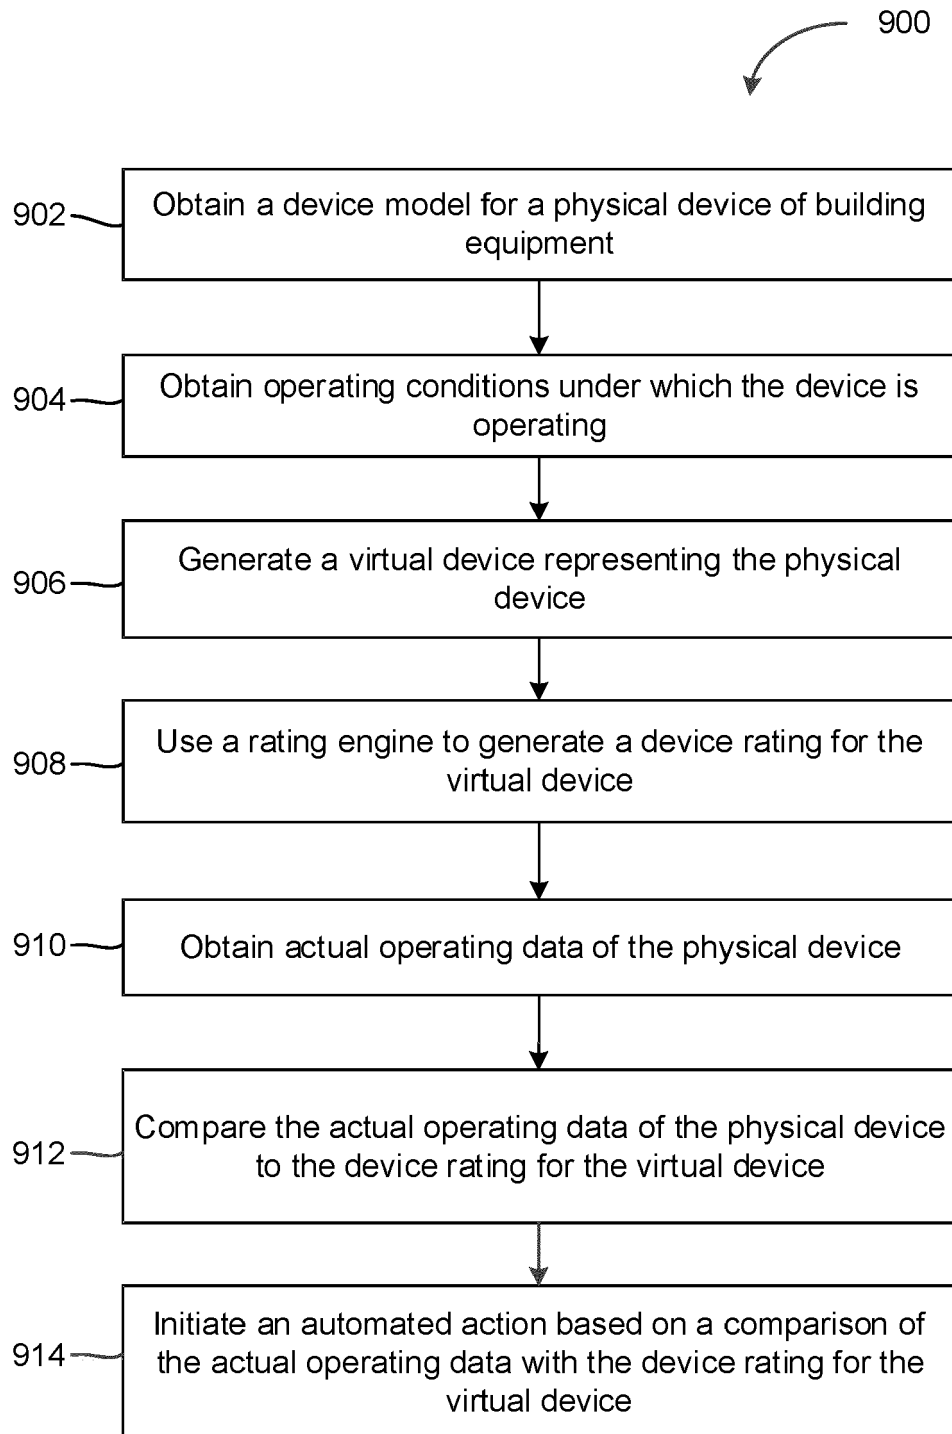 900
902
Obtain a device model for a physical device of building
equipment
904
Obtain operating conditions under which the device is
operating
906
Generate a virtual device representing the physical
device
908
Use a rating engine to generate a device rating for the
virtual device
910
Obtain actual operating data of the physical device
912
Compare the actual operating data of the physical device
to the device rating for the virtual device
914
Initiate an automated action based on a comparison of
the actual operating data with the device rating for the
virtual device